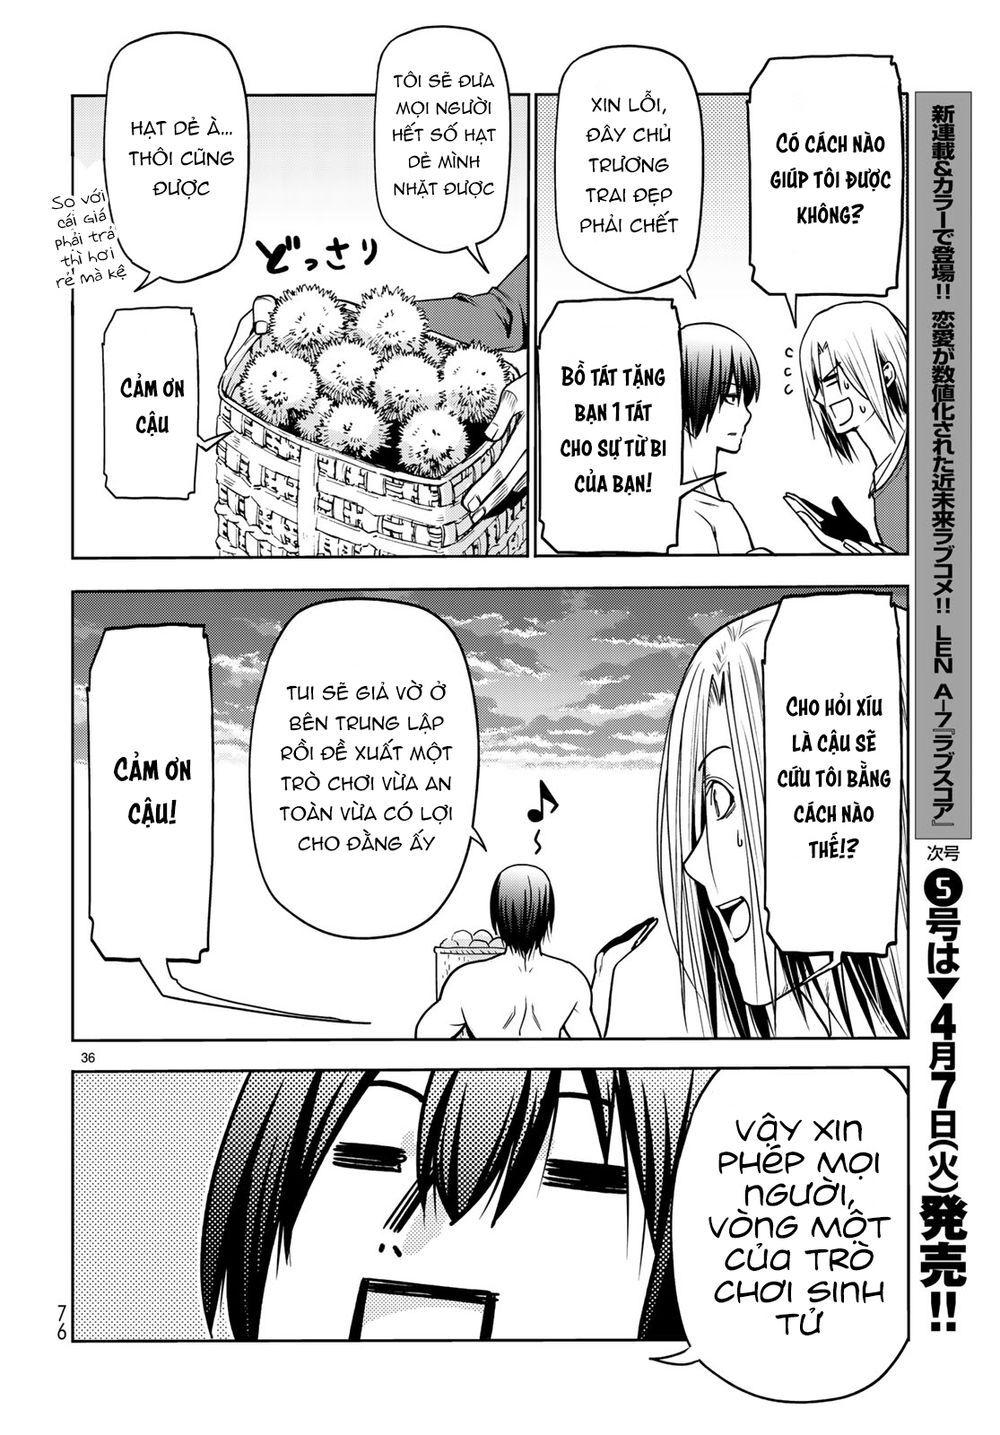 CÓ CÁCH NÀO
GIÚP TÔI ĐƯỢC
KHÔNG?
XIN LỖI,
ĐÂY CHỦ
TRƯƠNG
TRAI ĐẸP
PHẢI CHẾT
BỒ TÁT TẶNG
BẠN 1 TÁT
CHO SỰ TỪ BI
CỦA BẠN!
TÔI SẼ ĐƯA
MỌI NGƯỜI
HẾT SỐ HẠT
DẺ MÌNH
NHẶT ĐƯỢC
HẠT DẺ À...
THÔI CŨNG
ĐƯỢC
So với
cái giá
phải trả
thì hơi
rẻ mà kệ
どっさり
CẢM ƠN
CẬU
CHO HỎI XÍU
LÀ CẬU SẼ
CỨU TÔI BẰNG
CÁCH NÀO
THẾ!?
TUI SẼ GIẢ VỜ Ở
BÊN TRUNG LẬP
RỒI ĐỀ XUẤT MỘT
TRÒ CHƠI VỪA AN
TOÀN VỪA CÓ LỢI
CHO ĐẰNG ẤY
CẢM ƠN
CẬU!
36
VẬY XIN
PHÉP MỌI
NGƯỜI,
VÒNG MỘT
CỦA TRÒ
CHƠI SINH
TỬ
76
新連載&カラーで登場!! 恋愛が数値化された近未来ラブコメ!! LEN A-7『ラブスコア』
次号
5号は▼4月7日(火)発売!!